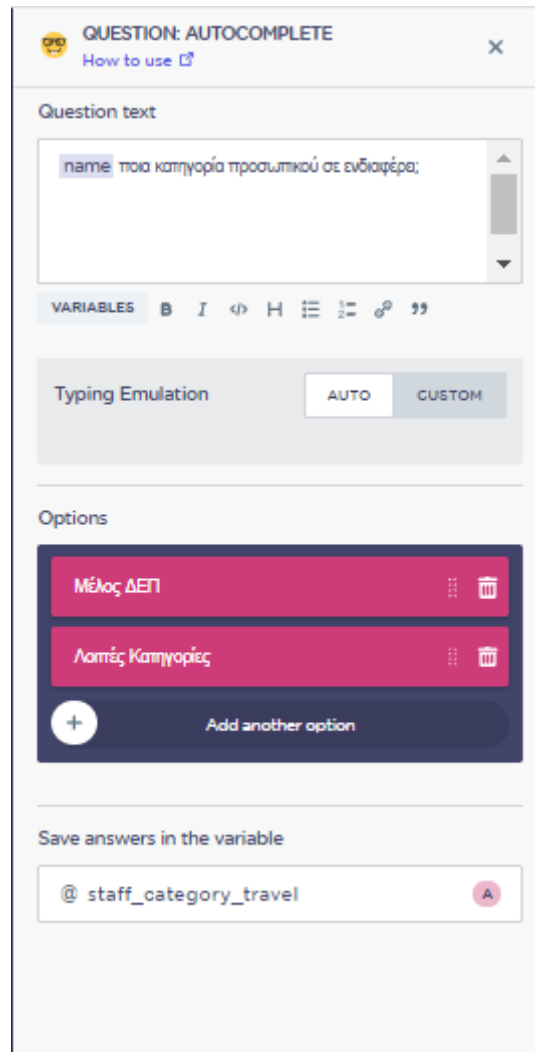 QUESTION: AUTOCOMPLETE
How to use
Question text
name ποια κατηγορία προσωπικού σε ενδιαφέρει;
VARIABLES B I </> H
Typing Emulation
AUTO CUSTOM
Options
Μέλος ΔΕΠ
Λοιπές Κατηγορίες
+ Add another option
Save answers in the variable
@ staff_category_travel A